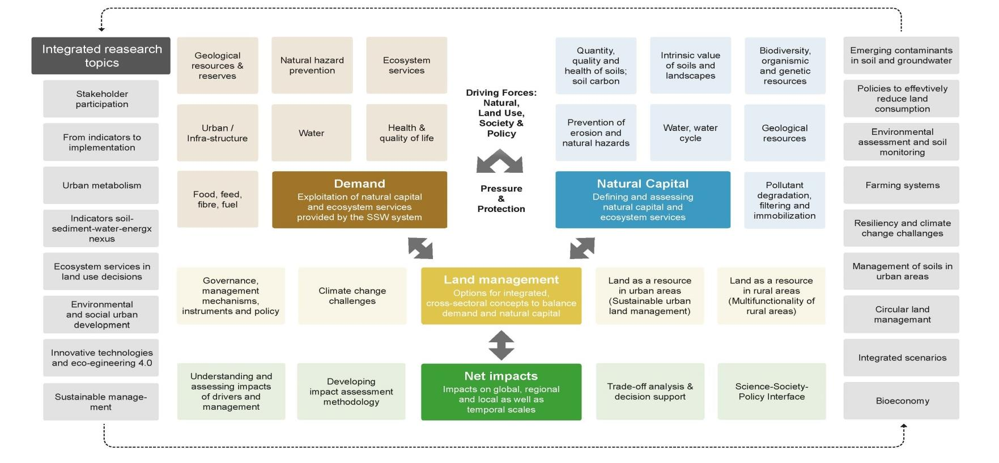 Integrated reasearch
topics
Stakeholder
participation
From indicators to
implementation
Urban metabolism
Indicators soil-
sediment-water-energx
nexus
Ecosystem services in
land use decisions
Environmental
and social urban
development
Innovative technologies
and eco-egineering 4.0
Sustainable manage-
ment
Geological
resources &
reserves
Natural hazard
prevention
Ecosystem
services
Urban /
Infra-structure
Water
Health &
quality of life
Food, feed,
fibre, fuel
Demand
Exploitation of natural capital
and ecosystem services
provided by the SSW system
Driving Forces:
Natural,
Land Use,
Society &
Policy
Pressure
&
Protection
Quantity,
quality and
health of soils;
soil carbon
Intrinsic value
of soils and
landscapes
Biodiversity,
organismic
and genetic
resources
Prevention of
erosion and
natural hazards
Water, water
cycle
Geological
resources
Natural Capital
Defining and assessing
natural capital and
ecosystem services
Pollutant
degradation,
filtering and
immobilization
Governance,
management
mechanisms,
instruments and policy
Climate change
challenges
Land management
Options for integrated,
cross-sectoral concepts to balance
demand and natural capital
Land as a resource
in urban areas
(Sustainable urban
land management)
Land as a resource
in rural areas
(Multifunctionality of
rural areas)
Understanding and
assessing impacts
of drivers and
management
Developing
impact assessment
methodology
Net impacts
Impacts on global, regional
and local as well as
temporal scales
Trade-off analysis &
decision support
Science-Society-
Policy Interface
Emerging contaminants
in soil and groundwater
Policies to effevtively
reduce land
consumption
Environmental
assessment and soil
monitoring
Farming systems
Resiliency and climate
change challanges
Management of soils in
urban areas
Circular land
managemant
Integrated scenarios
Bioeconomy